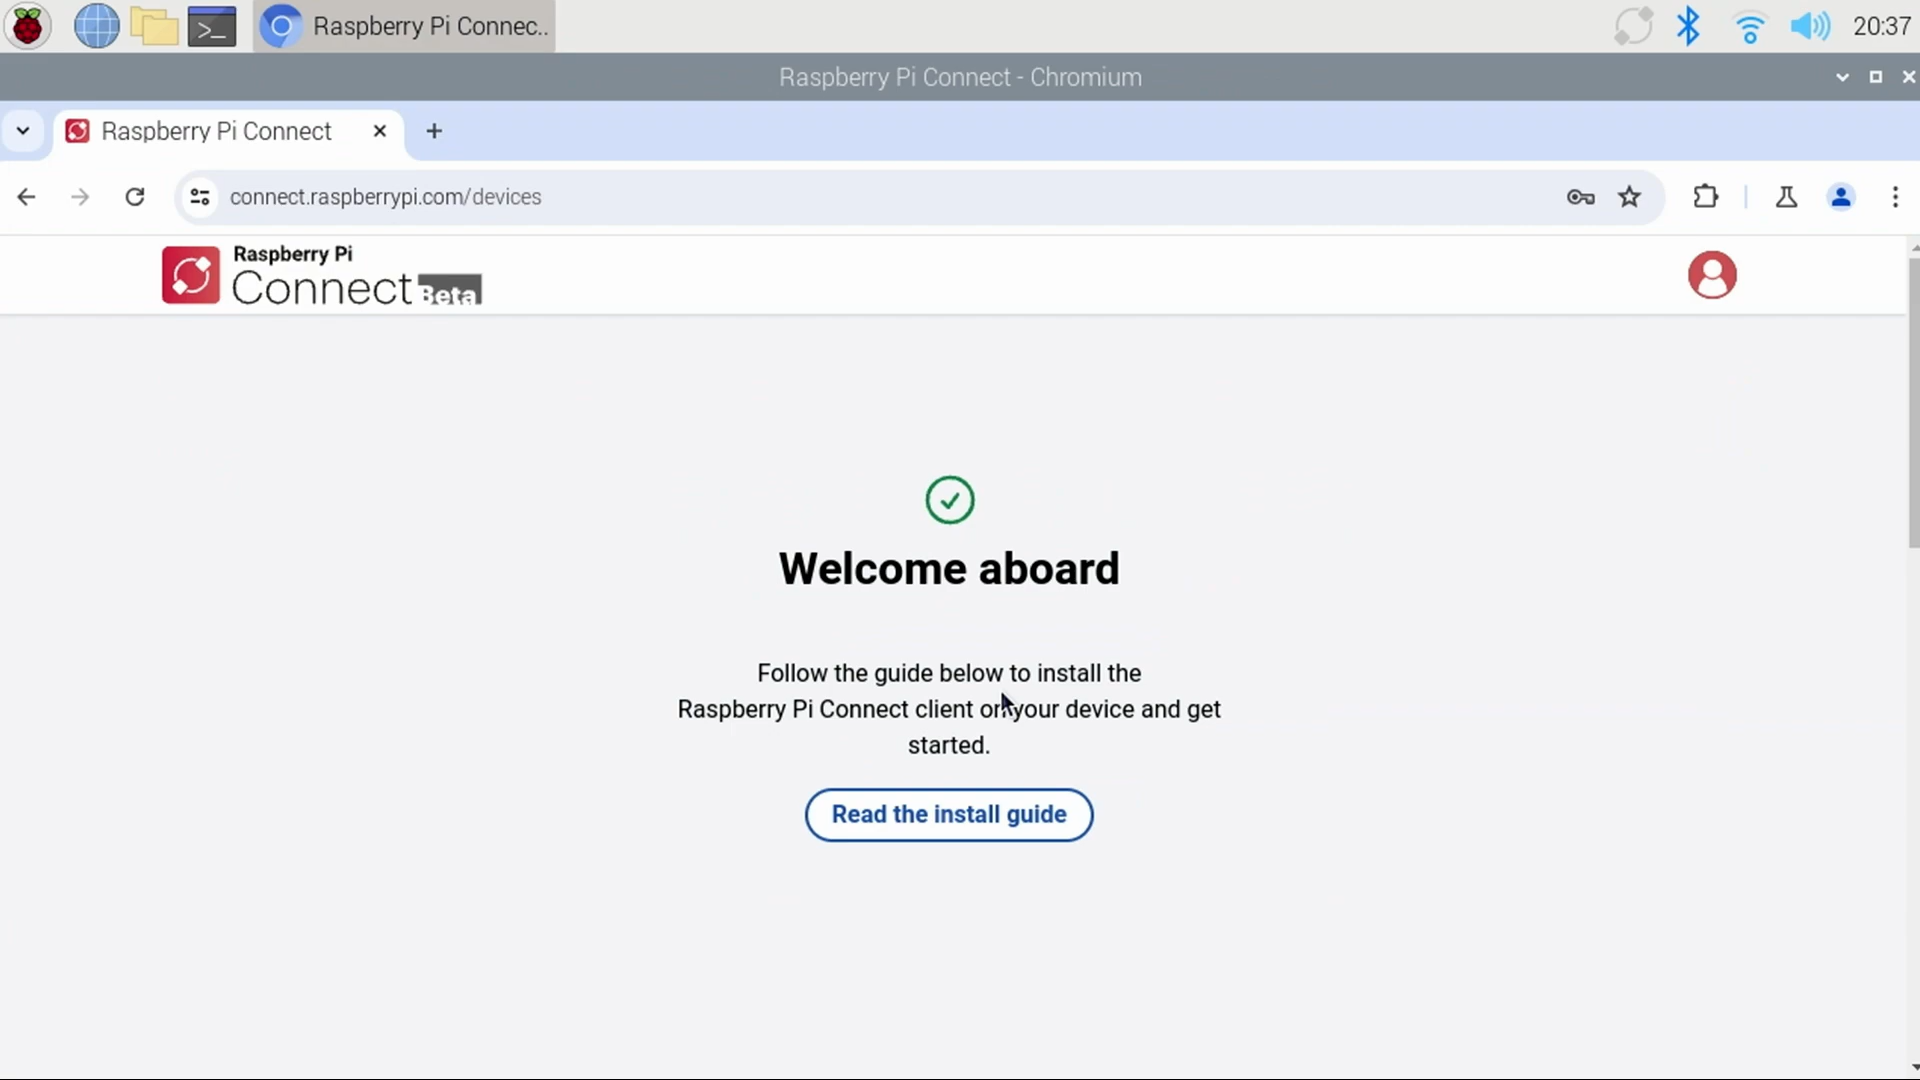 Raspberry Pi Connec..
20:37
Raspberry Pi Connect - Chromium
Raspberry Pi Connect
connect.raspberrypi.com/devices
Raspberry Pi
Connect Beta
Welcome aboard
Follow the guide below to install the
Raspberry Pi Connect client on your device and get
started.
Read the install guide